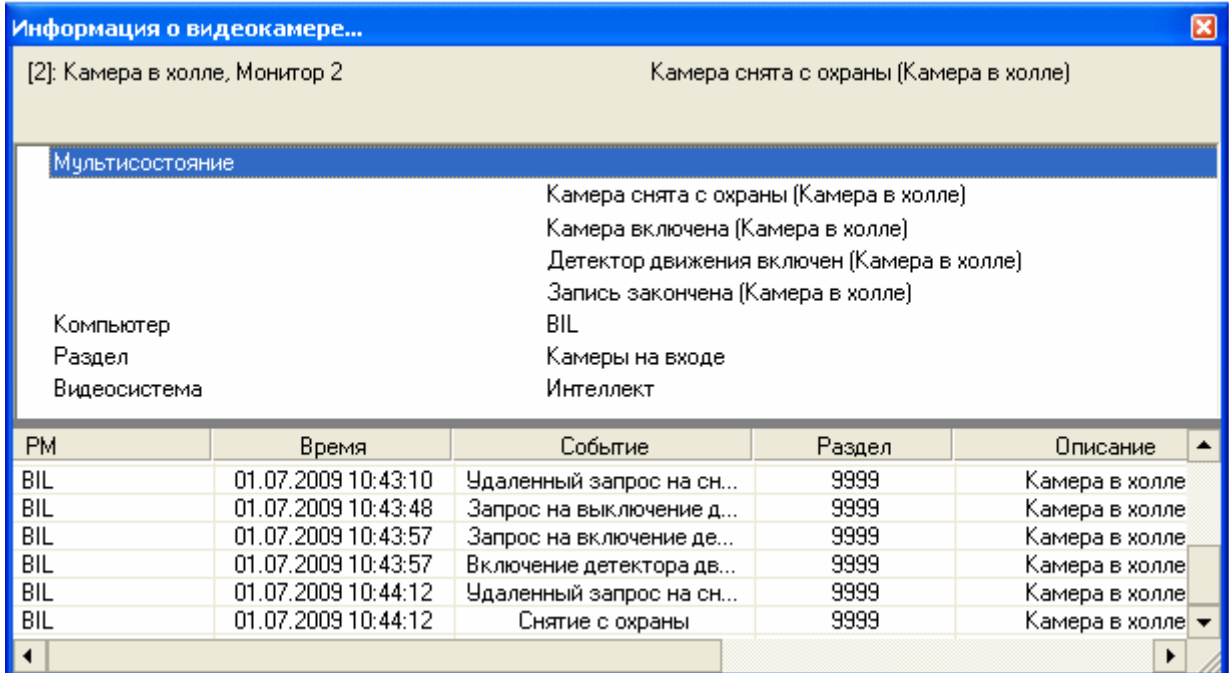 Информация о видеокамере...
[2]: Камера в холле, Монитор 2 Камера снята с охраны (Камера в холле)
Мультисостояние
Камера снята с охраны (Камера в холле)
Камера включена (Камера в холле)
Детектор движения включен (Камера в холле)
Запись закончена (Камера в холле)
Компьютер BIL
Раздел Камеры на входе
Видеосистема Интеллект
РМ Время Событие Раздел Описание
BIL 01.07.2009 10:43:10 Удаленный запрос на сн... 9999 Камера в холле
BIL 01.07.2009 10:43:48 Запрос на выключение д... 9999 Камера в холле
BIL 01.07.2009 10:43:57 Запрос на включение де... 9999 Камера в холле
BIL 01.07.2009 10:43:57 Включение детектора дв... 9999 Камера в холле
BIL 01.07.2009 10:44:12 Удаленный запрос на сн... 9999 Камера в холле
BIL 01.07.2009 10:44:12 Снятие с охраны 9999 Камера в холле